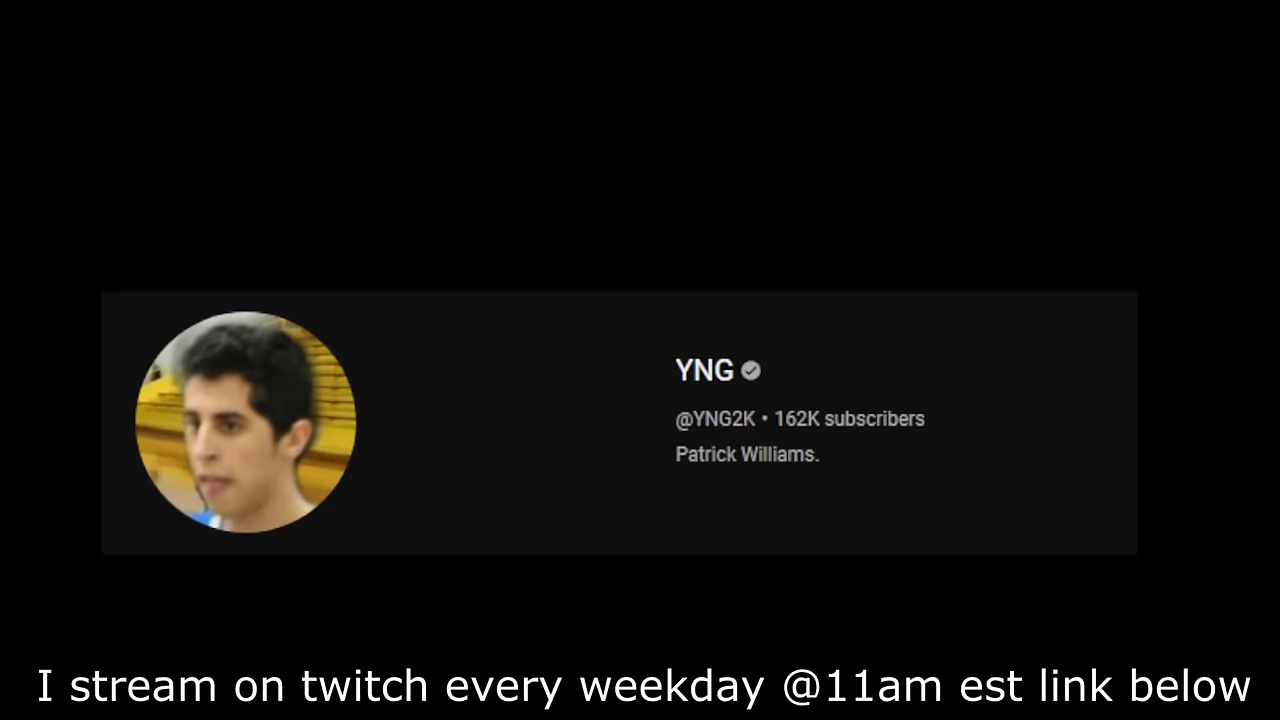 YNG
@YNG2K • 162K subscribers
Patrick Williams.
I stream on twitch every weekday @11am est link below